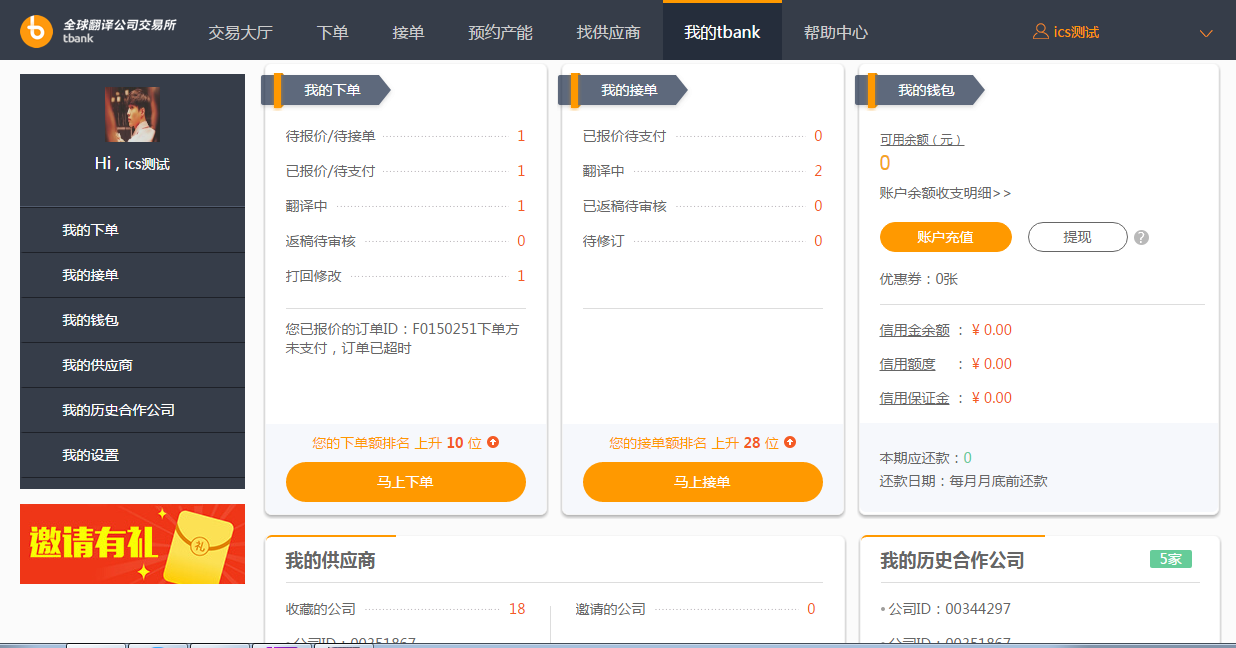 全球翻译公司交易所
tbank
交易大厅 下单 接单 预约产能 找供应商 我的tbank 帮助中心 ics测试
Hi，ics测试
我的下单
我的接单
我的钱包
我的供应商
我的历史合作公司
我的设置
邀请有礼
礼
我的下单
待报价/待接单 1
已报价/待支付 1
翻译中 1
返稿待审核 0
打回修改 1
您已报价的订单ID：F0150251下单方
未支付，订单已超时
您的下单额排名 上升 10 位
马上下单
我的接单
已报价待支付 0
翻译中 2
已返稿待审核 0
待修订 0
您的接单额排名 上升 28 位
马上接单
我的钱包
可用余额（元）
0
账户余额收支明细>>
账户充值 提现 ?
优惠券：0张
信用金余额 ：¥ 0.00
信用额度 ：¥ 0.00
信用保证金 ：¥ 0.00
本期应还款：0
还款日期：每月月底前还款
我的供应商
收藏的公司 18 邀请的公司 0
公司ID：00351867
我的历史合作公司 5家
公司ID：00344297
公司ID：00351867